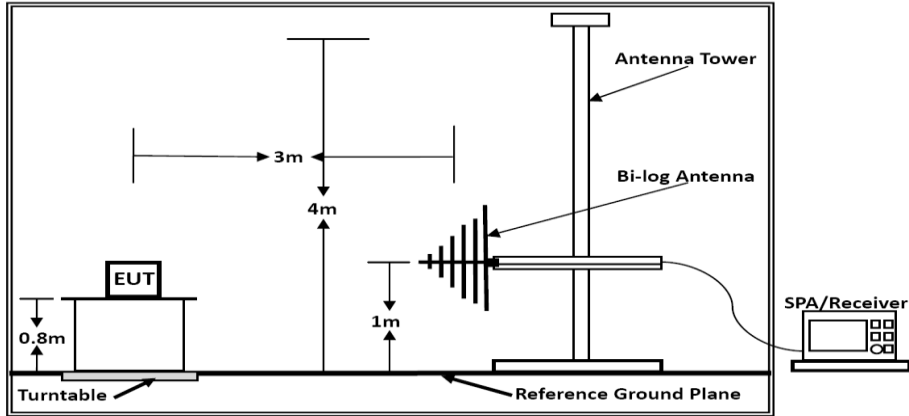 Antenna Tower
3m
Bi-log Antenna
4m
EUT
1m
0.8m
SPA/Receiver
Turntable
Reference Ground Plane